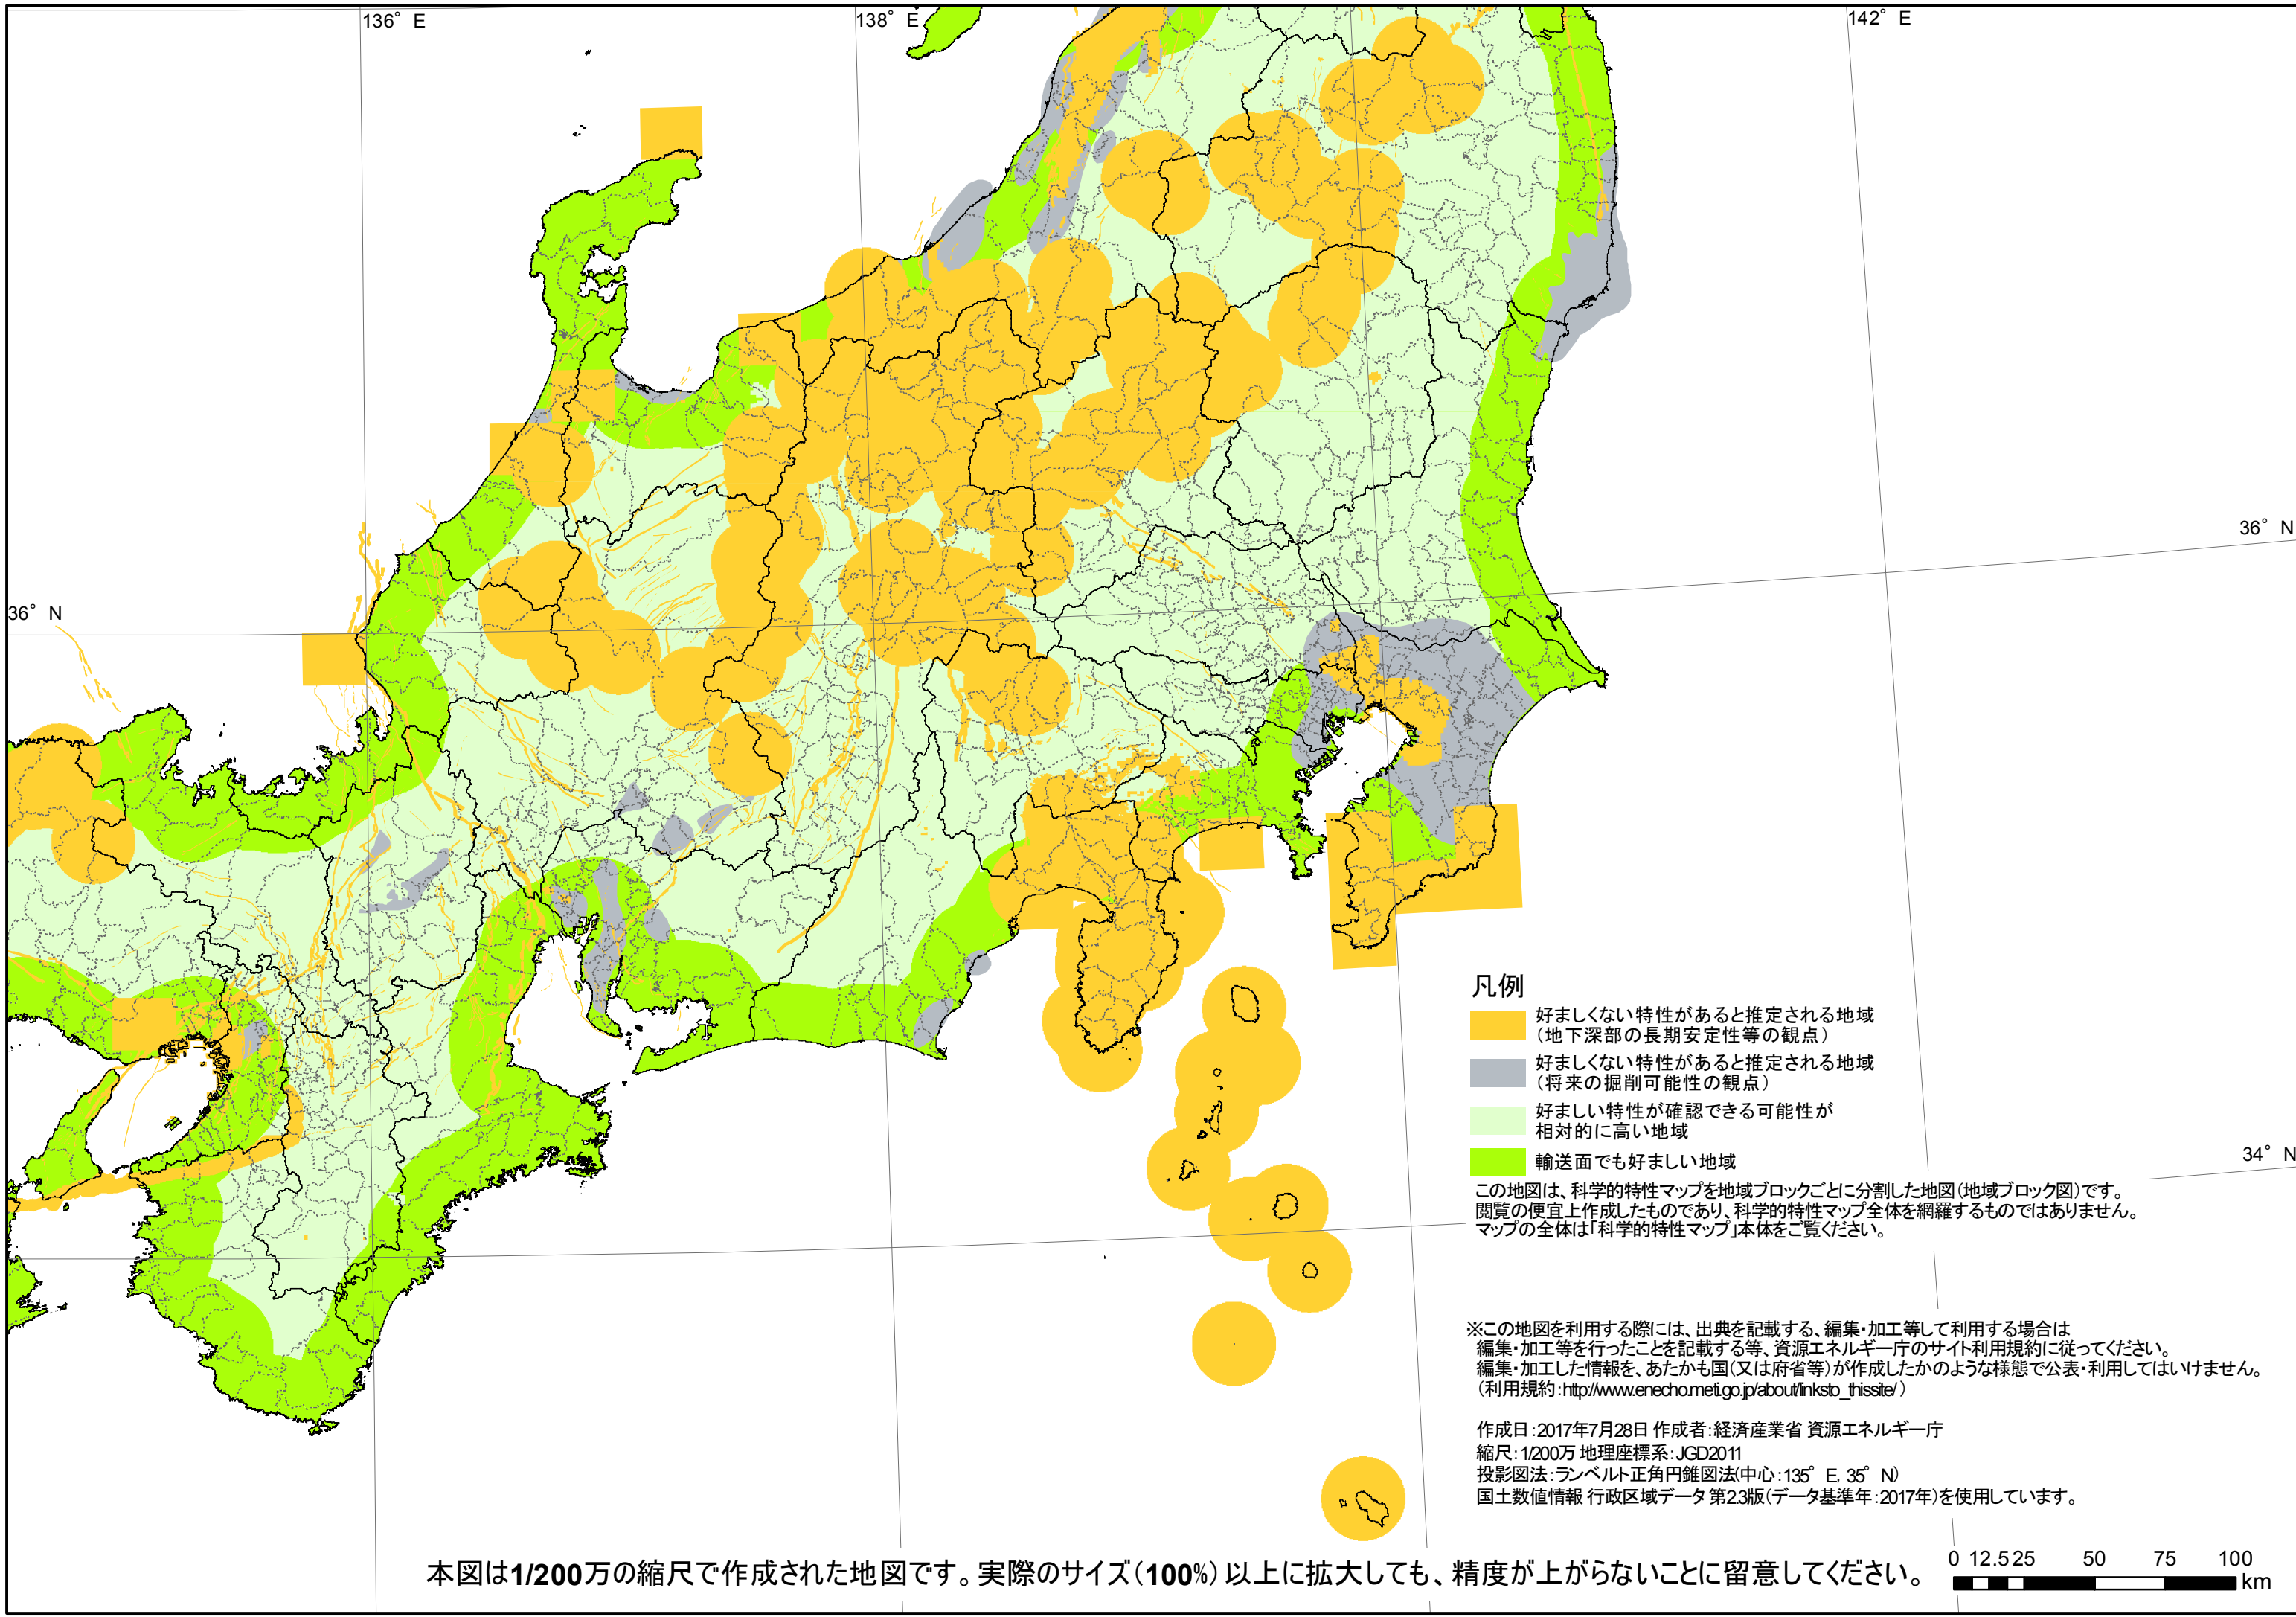 136° E
138° E
142° E
36° N
36° N
凡例
好ましくない特性があると推定される地域
（地下深部の長期安定性等の観点）
好ましくない特性があると推定される地域
（将来の掘削可能性の観点）
好ましい特性が確認できる可能性が
相対的に高い地域
輸送面でも好ましい地域
34° N
この地図は、科学的特性マップを地域ブロックごとに分割した地図（地域ブロック図）です。
閲覧の便宜上作成したものであり、科学的特性マップ全体を網羅するものではありません。
マップの全体は「科学的特性マップ」本体をご覧ください。
※この地図を利用する際には、出典を記載する、編集・加工等して利用する場合は
編集・加工等を行ったことを記載する等、資源エネルギー庁のサイト利用規約に従ってください。
編集・加工した情報を、あたかも国（又は府省等）が作成したかのような様態で公表・利用してはいけません。
（利用規約：http://www.enecho.meti.go.jp/about/linksto_thissite/）
作成日：2017年7月28日 作成者：経済産業省 資源エネルギー庁
縮尺：1/200万 地理座標系：JGD2011
投影図法：ランベルト正角円錐図法(中心：135° E, 35° N)
国土数値情報 行政区域データ 第2.3版(データ基準年：2017年)を使用しています。
本図は1/200万の縮尺で作成された地図です。実際のサイズ（100%）以上に拡大しても、精度が上がらないことに留意してください。
0 12.5 25 50 75 100
km